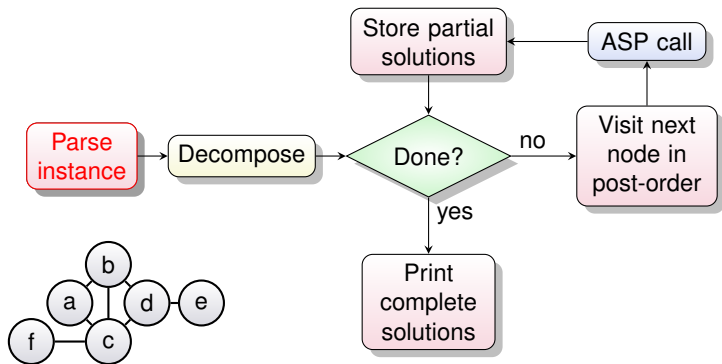 Store partial
solutions
ASP call
Parse
instance
Decompose
Done?
no
Visit next
node in
post-order
yes
Print
complete
solutions
b
a
d
e
f
c